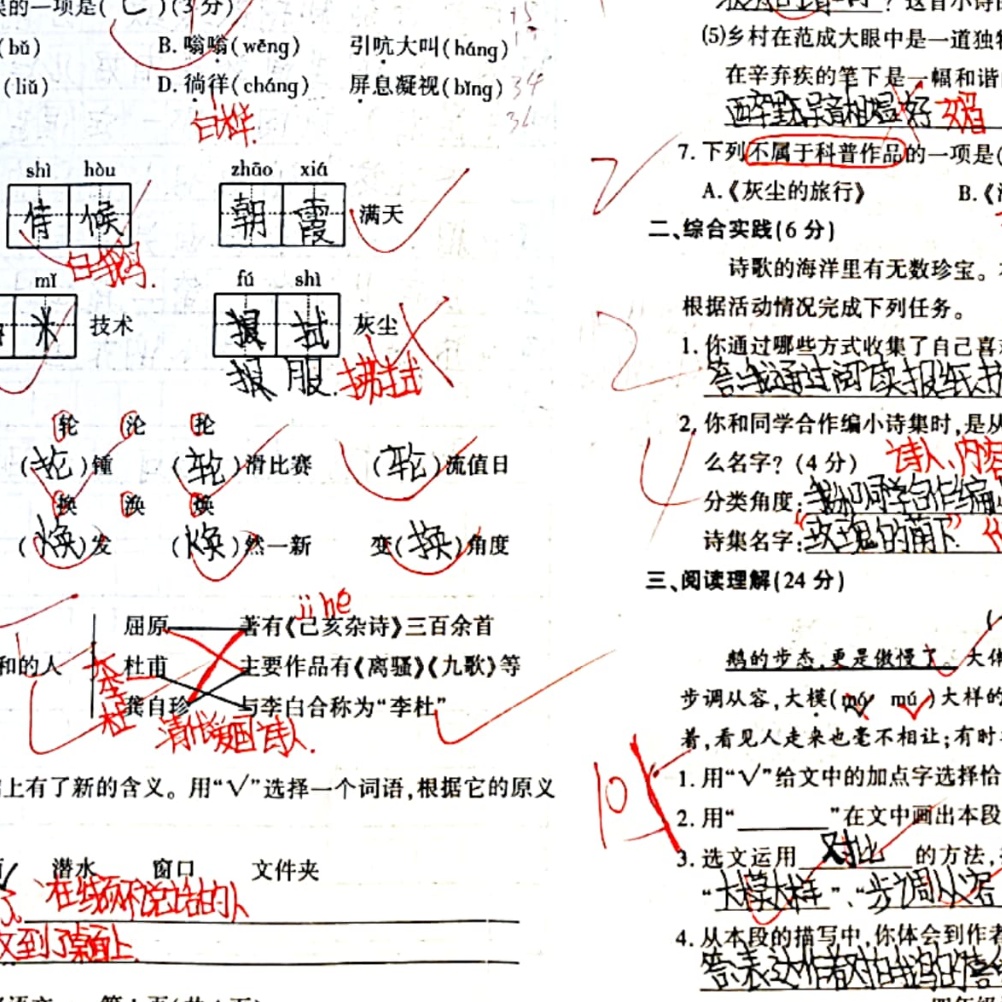 的一项是( C )(3分)
(bǔ) B.嗡嗡(wēng) 引吭大叫(háng)
(liǔ) D.徜徉(cháng) 屏息凝视(bǐng)
34
白桦
shì hòu zhāo xiá
侍候 朝霞 满天
白鹅
mǐ fú shì
米 技术 拭 灰尘
服 拂拭
轮 沦 抡
(抡)锤 (轮)滑比赛 (轮)流值日
换 涣 焕
(焕)发 (焕)然一新 变(换)角度
jǐ hé
屈原 著有《己亥杂诗》三百余首
和的人 杜甫 主要作品有《离骚》《九歌》等
李杜
龚自珍 与李白合称为“李杜”
清代爱国诗人.
上有了新的含义。用“√”选择一个词语,根据它的原义
潜水 窗口 文件夹
在线而不说话的人
到了桌面上
(5)乡村在范成大眼中是一道独
在辛弃疾的笔下是一幅和谐
醉里吴音相媚好 媚
7.下列不属于科普作品的一项是(
2 A.《灰尘的旅行》 B.《
二、综合实践(6分)
诗歌的海洋里有无数珍宝。
根据活动情况完成下列任务。
1.你通过哪些方式收集了自己喜
2 答:我通过阅读报纸
2.你和同学合作编小诗集时,是从
么名字?(4分) 诗人、内容
4 分类角度:我和同学合作编
诗集名字:“玫瑰的
三、阅读理解(24分)
鹅的步态,更是傲慢了。大体
步调从容,大模(mó mú)大样的
着,看见人走来也毫不相让;有时
10 1.用“√”给文中的加点字选择恰
2.用“______”在文中画出本段
3.选文运用 对比 的方法,
“大模大样”、“步调从容
4.从本段的描写中,你体会到作者
答:表达作者对白鹅的喜